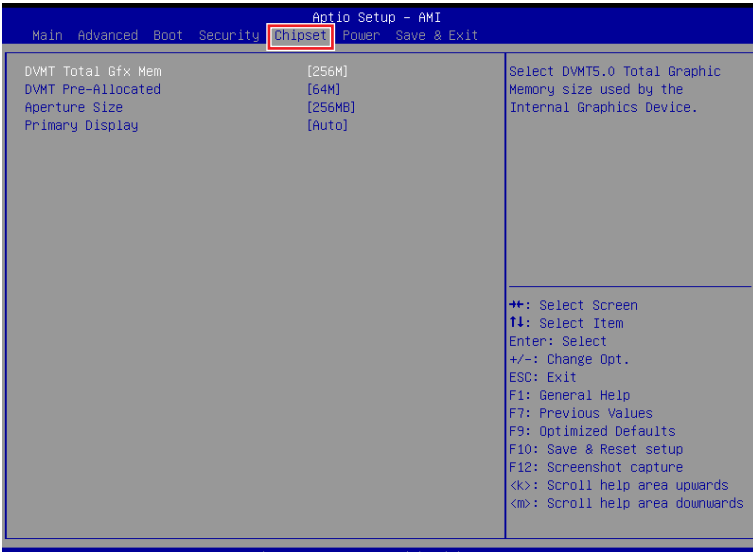 Aptio Setup – AMI
Main Advanced Boot Security Chipset Power Save & Exit
DVMT Total Gfx Mem [256M]
DVMT Pre-Allocated [64M]
Aperture Size [256MB]
Primary Display [Auto]
Select DVMT5.0 Total Graphic
Memory size used by the
Internal Graphics Device.
→←: Select Screen
↑↓: Select Item
Enter: Select
+/-: Change Opt.
ESC: Exit
F1: General Help
F7: Previous Values
F9: Optimized Defaults
F10: Save & Reset setup
F12: Screenshot capture
<k>: Scroll help area upwards
<m>: Scroll help area downwards